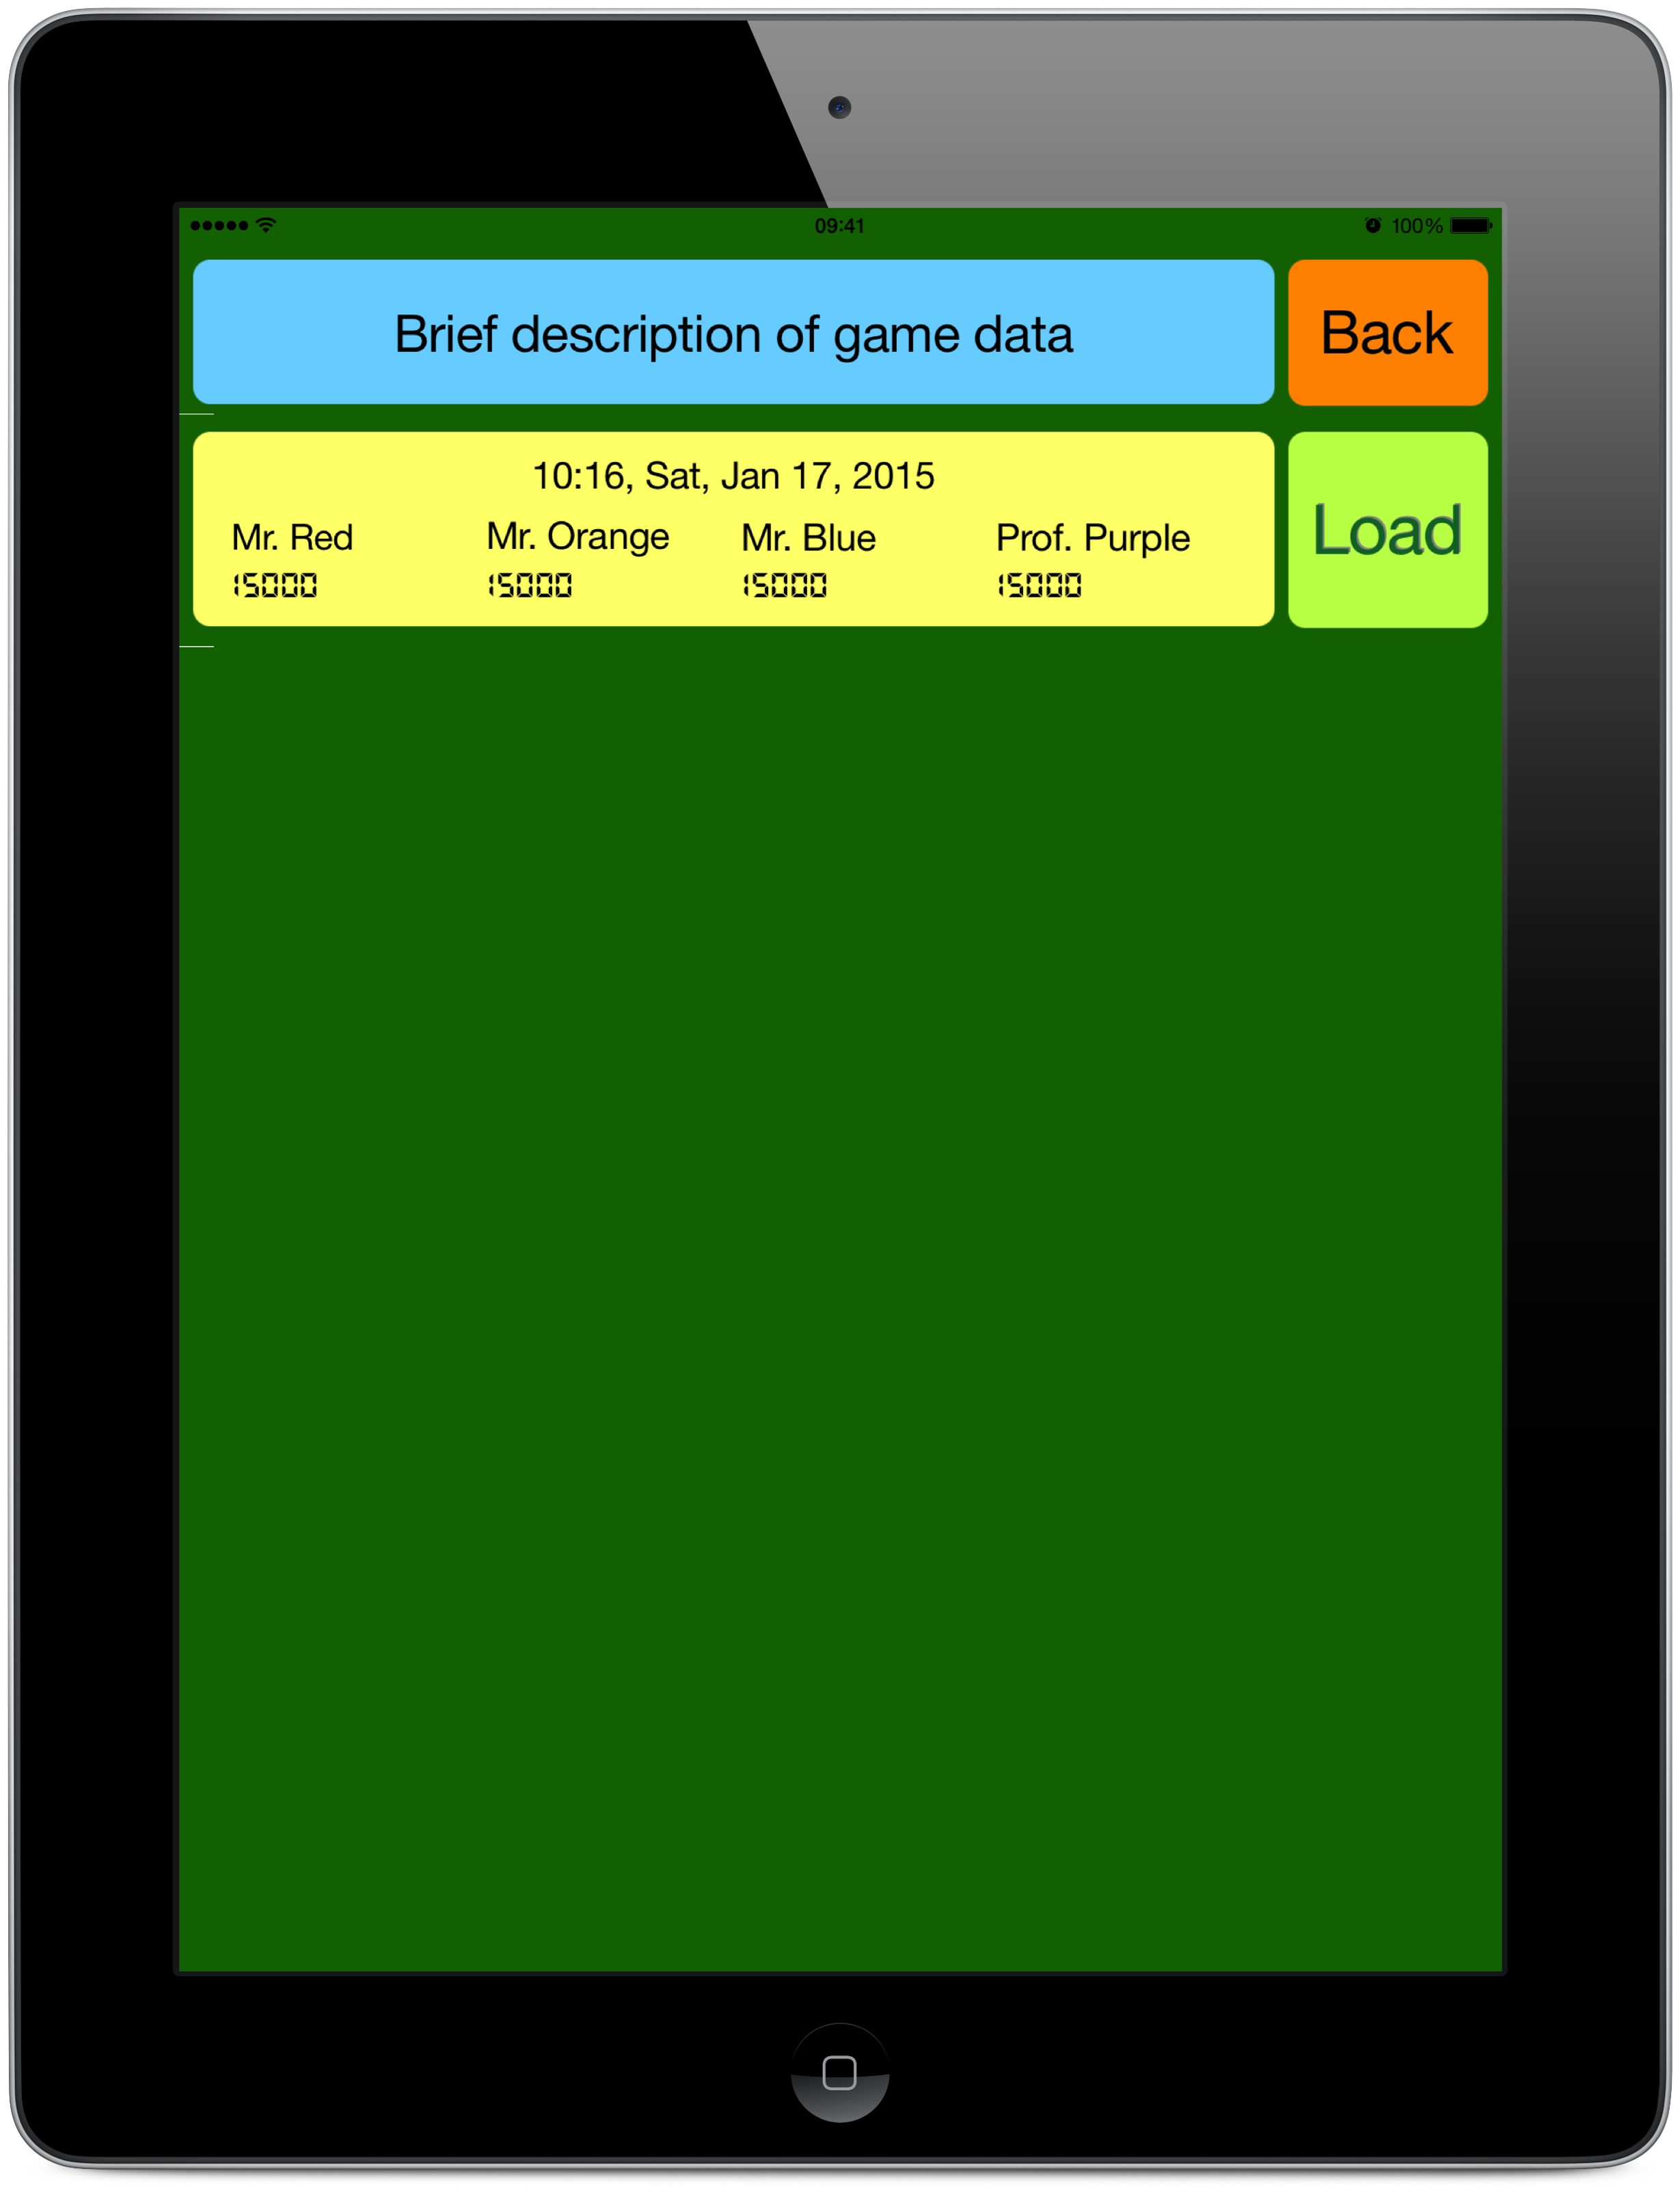 09:41
100%
Brief description of game data
Back
10:16, Sat, Jan 17, 2015
Mr. Red Mr. Orange Mr. Blue Prof. Purple
15000 15000 15000 15000
Load